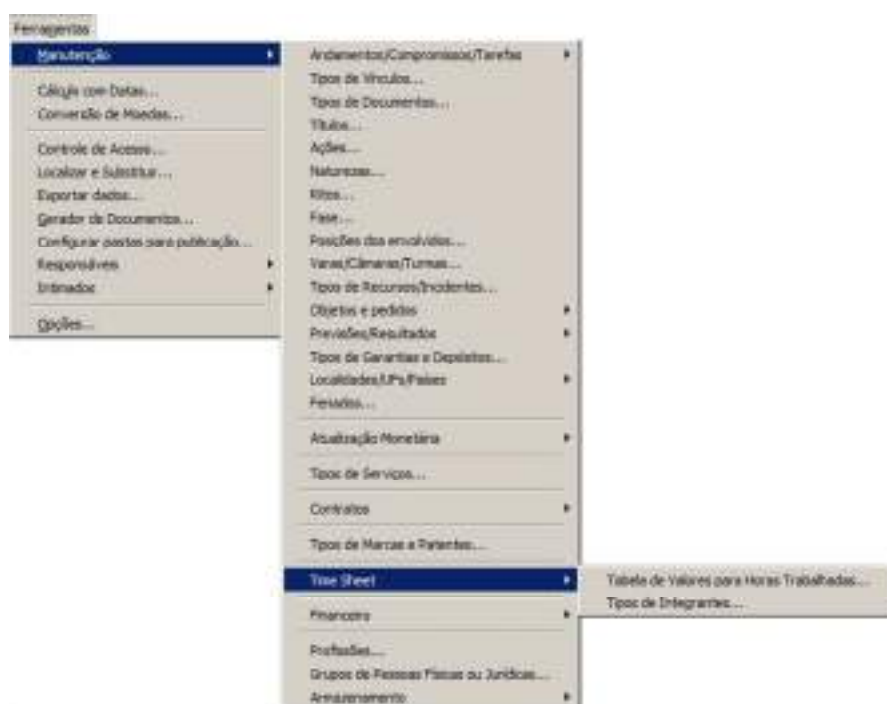 Ferragentas
Manutenção
Cálculo com Datas...
Conversão de Moedas...
Controle de Acesso...
Localizar e Substituir...
Exportar dados...
Gerador de Documentos...
Configurar pastas para publicação...
Responsáveis
Intimados
Opções...
Andamentos/Compromissos/Tarefas
Tipos de Vínculos...
Tipos de Documentos...
Títulos...
Ações...
Naturezas...
Ritos...
Fase...
Posições dos envolvidos...
Varas/Câmaras/Turmas...
Tipos de Recursos/Incidentes...
Objetos e pedidos
Previsões/Resultados
Tipos de Garantias e Depósitos...
Localidades/UFs/Países
Feriados...
Atualização Monetária
Tipos de Serviços...
Contratos
Tipos de Marcas e Patentes...
Time Sheet
Financeiro
Profissões...
Grupos de Pessoas Físicas ou Jurídicas...
Armazenamento
Tabela de Valores para Horas Trabalhadas...
Tipos de Integrantes...